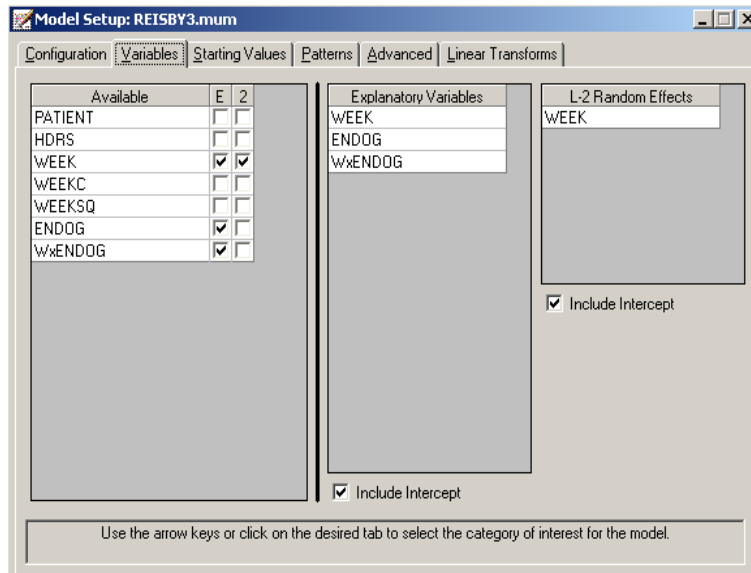 Model Setup: REISBY3.mum
Configuration Variables Starting Values Patterns Advanced Linear Transforms
Available E 2
PATIENT
HDRS
WEEK
WEEKC
WEEKSQ
ENDOG
WxENDOG
Explanatory Variables
WEEK
ENDOG
WxENDOG
Include Intercept
L-2 Random Effects
WEEK
Include Intercept
Use the arrow keys or click on the desired tab to select the category of interest for the model.